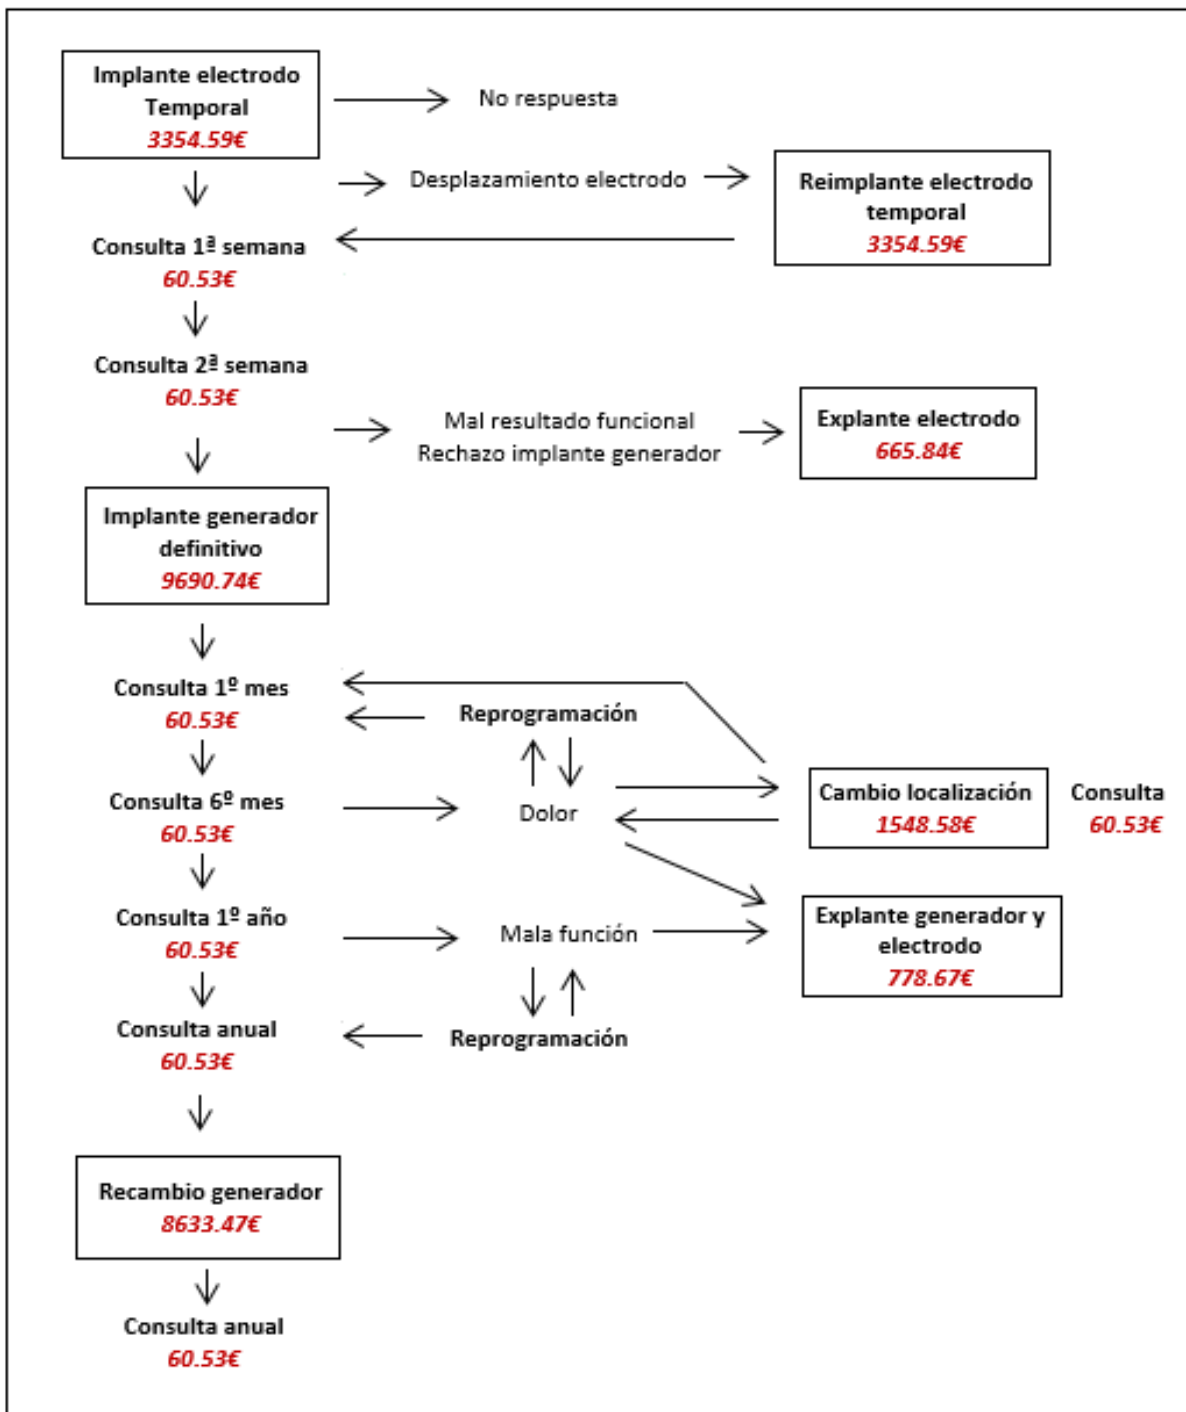 Implante electrodo
Temporal
3354.59€
No respuesta
Desplazamiento electrodo
Reimplante electrodo
temporal
3354.59€
Consulta 1ª semana
60.53€
Consulta 2ª semana
60.53€
Mal resultado funcional
Rechazo implante generador
Explante electrodo
665.84€
Implante generador
definitivo
9690.74€
Consulta 1º mes
60.53€
Reprogramación
Consulta 6º mes
60.53€
Dolor
Cambio localización
1548.58€
Consulta
60.53€
Consulta 1º año
60.53€
Mala función
Explante generador y
electrodo
778.67€
Consulta anual
60.53€
Reprogramación
Recambio generador
8633.47€
Consulta anual
60.53€